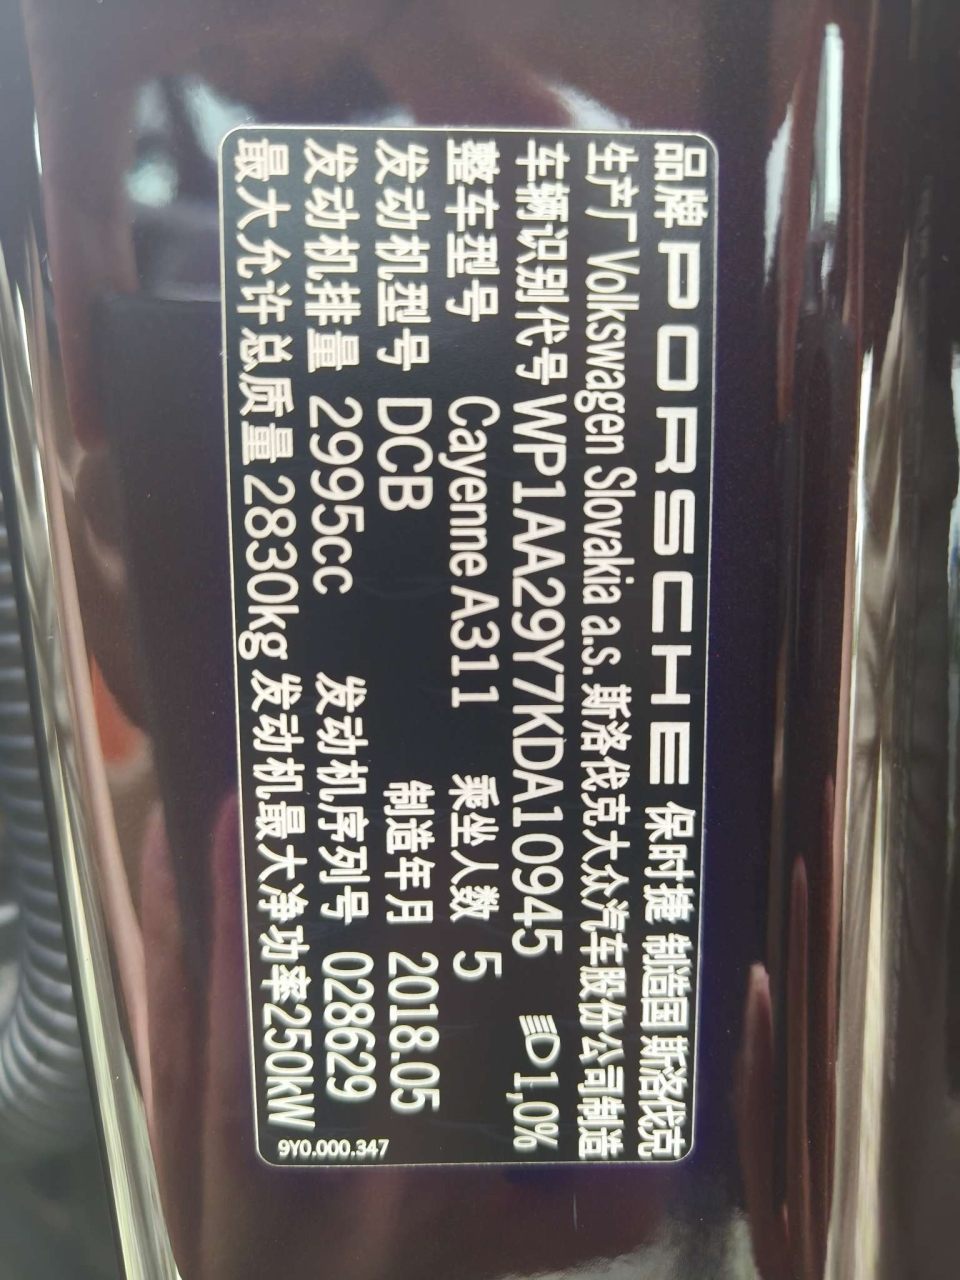 品牌 PORSCHE 保时捷 制造国 斯洛伐克
生产厂 Volkswagen Slovakia a.s. 斯洛伐克大众汽车股份公司制造
车辆识别代号 WP1AA29Y7KDA10945 1,0%
整车型号 Cayenne A311 乘坐人数 5
发动机型号 DCB 制造年月 2018.05
发动机排量 2995cc 发动机序列号 028629
最大允许总质量 2830kg 发动机最大净功率250kW
9Y0.000.347